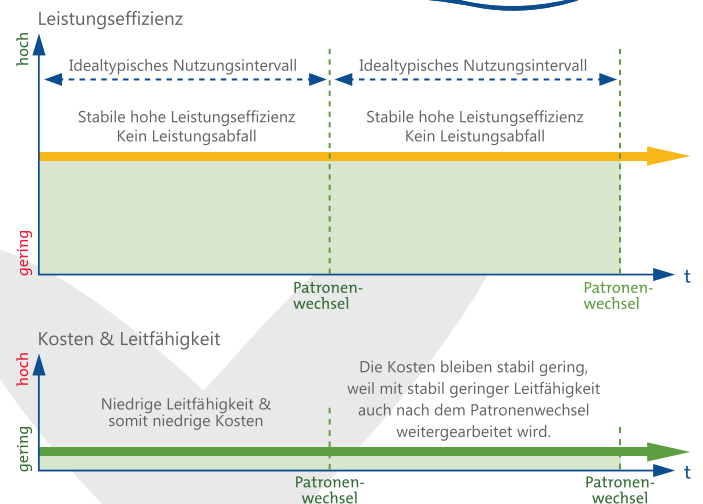 Leistungseffizienz
hoch
Idealtypisches Nutzungsintervall
Idealtypisches Nutzungsintervall
Stabile hohe Leistungseffizienz
Kein Leistungsabfall
Stabile hohe Leistungseffizienz
Kein Leistungsabfall
gering
t
Patronen-
wechsel
Patronen-
wechsel
Kosten & Leitfähigkeit
hoch
Niedrige Leitfähigkeit &
somit niedrige Kosten
Die Kosten bleiben stabil gering,
weil mit stabil geringer Leitfähigkeit
auch nach dem Patronenwechsel
weitergearbeitet wird.
gering
t
Patronen-
wechsel
Patronen-
wechsel